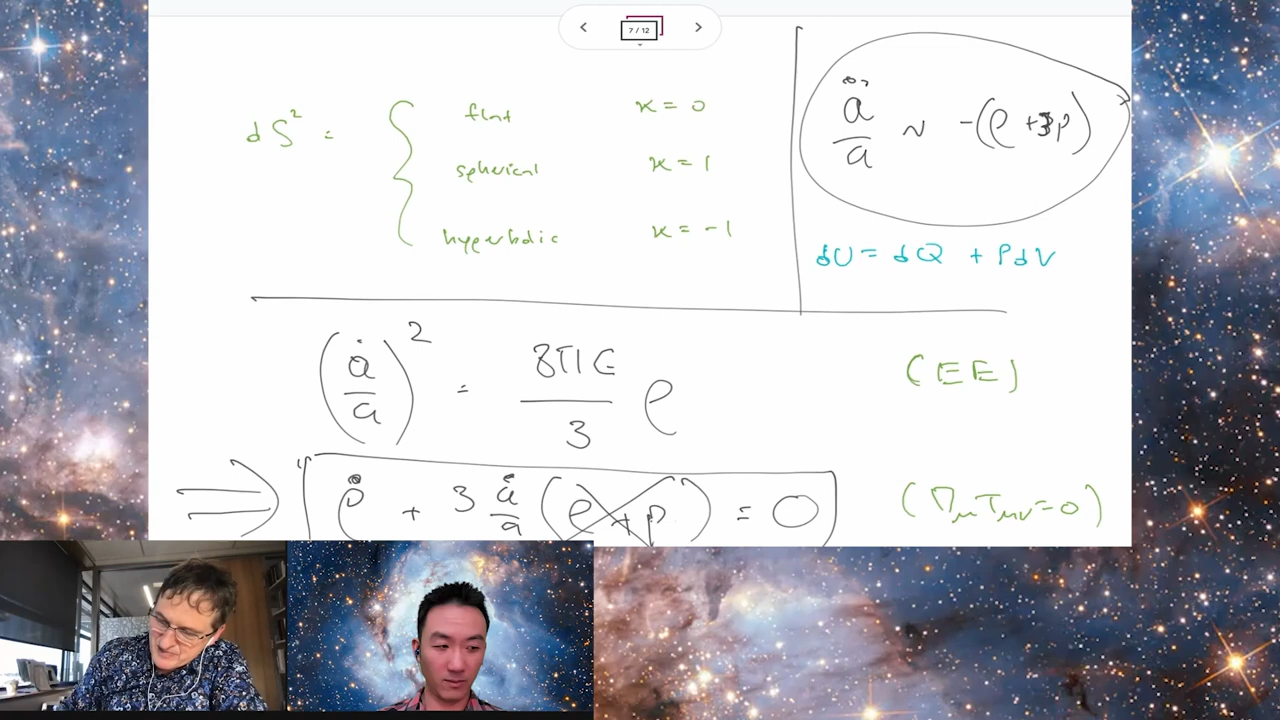 7 / 12
dS² = { flat κ = 0
spherical κ = 1
hyperbolic κ = -1
ä/a ~ -(ρ + 3p)
dU = dQ + PdV
(ȧ/a)² = 8πG/3 ρ (EE)
⇒ ρ̇ + 3 ȧ/a (ρ + p) = 0 (∇μTμν = 0)